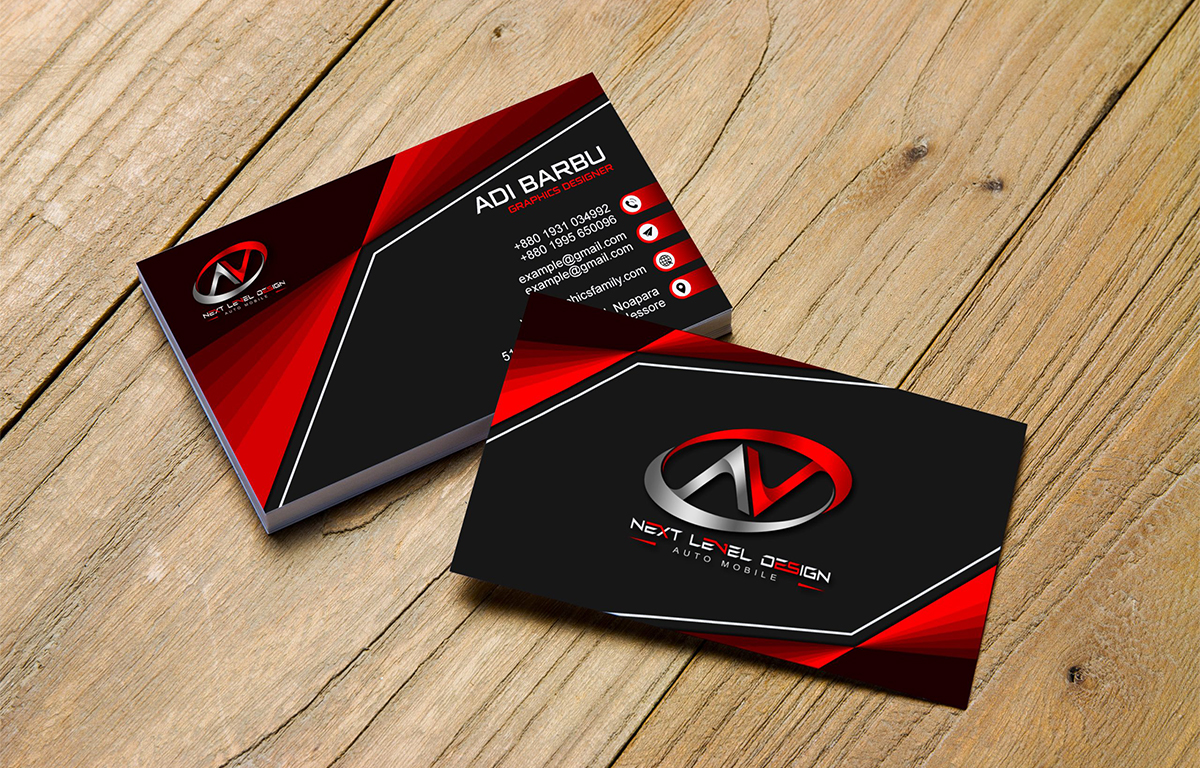 ADI BARBU
GRAPHICS DESIGNER
+880 1931 034992
+880 1995 650096
example@gmail.com
example@gmail.com
Noapara
NEXT LEVEL DESIGN
AUTO MOBILE
NEXT LEVEL DESIGN
AUTO MOBILE